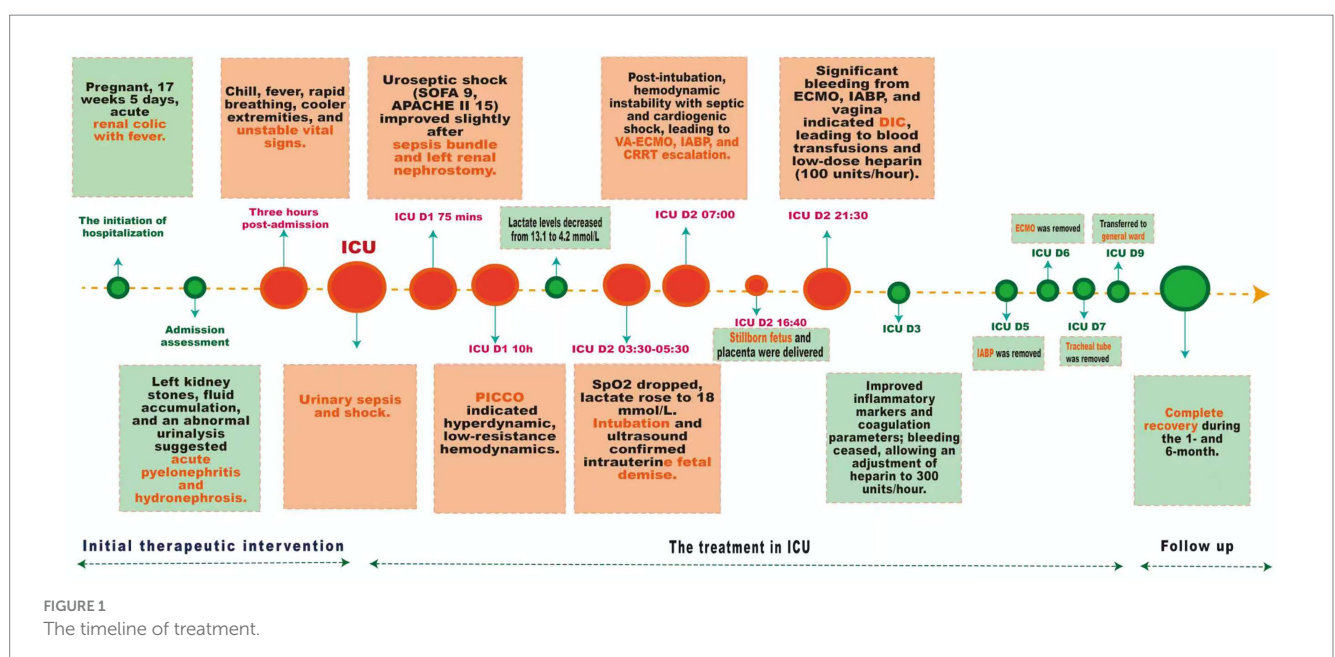 Pregnant, 17
weeks 5 days,
acute
renal colic
with fever.
Chill, fever, rapid
breathing, cooler
extremities, and
unstable vital
signs.
Uroseptic shock
(SOFA 9,
APACHE II 15)
improved slightly
after
sepsis bundle
and left renal
nephrostomy.
Post-intubation,
hemodynamic
instability with septic
and cardiogenic
shock, leading to
VA-ECMO, IABP, and
CRRT escalation.
Significant
bleeding from
ECMO, IABP, and
vagina
indicated DIC,
leading to blood
transfusions and
low-dose heparin
(100 units/hour).
The initiation of
hospitalization
Three hours
post-admission
ICU
ICU D1 75 mins
Lactate levels decreased
from 13.1 to 4.2 mmol/L
ICU D2 07:00
ICU D2 21:30
ECMO was removed
ICU D6
Transferred to
general ward
ICU D9
Admission
assessment
ICU D1 10h
ICU D2 03:30-05:30
ICU D2 16:40
Stillborn fetus and
placenta were delivered
ICU D3
ICU D5
IABP was removed
ICU D7
Tracheal tube
was removed
Left kidney
stones, fluid
accumulation,
and an abnormal
urinalysis
suggested
acute
pyelonephritis
and
hydronephrosis.
Urinary sepsis
and shock.
PICCO
indicated
hyperdynamic,
low-resistance
hemodynamics.
SpO2 dropped,
lactate rose to 18
mmol/L.
Intubation and
ultrasound
confirmed
intrauterine fetal
demise.
Improved
inflammatory
markers and
coagulation
parameters; bleeding
ceased, allowing an
adjustment of
heparin to 300
units/hour.
Complete
recovery during
the 1- and
6-month.
Initial therapeutic intervention
The treatment in ICU
Follow up
FIGURE 1
The timeline of treatment.